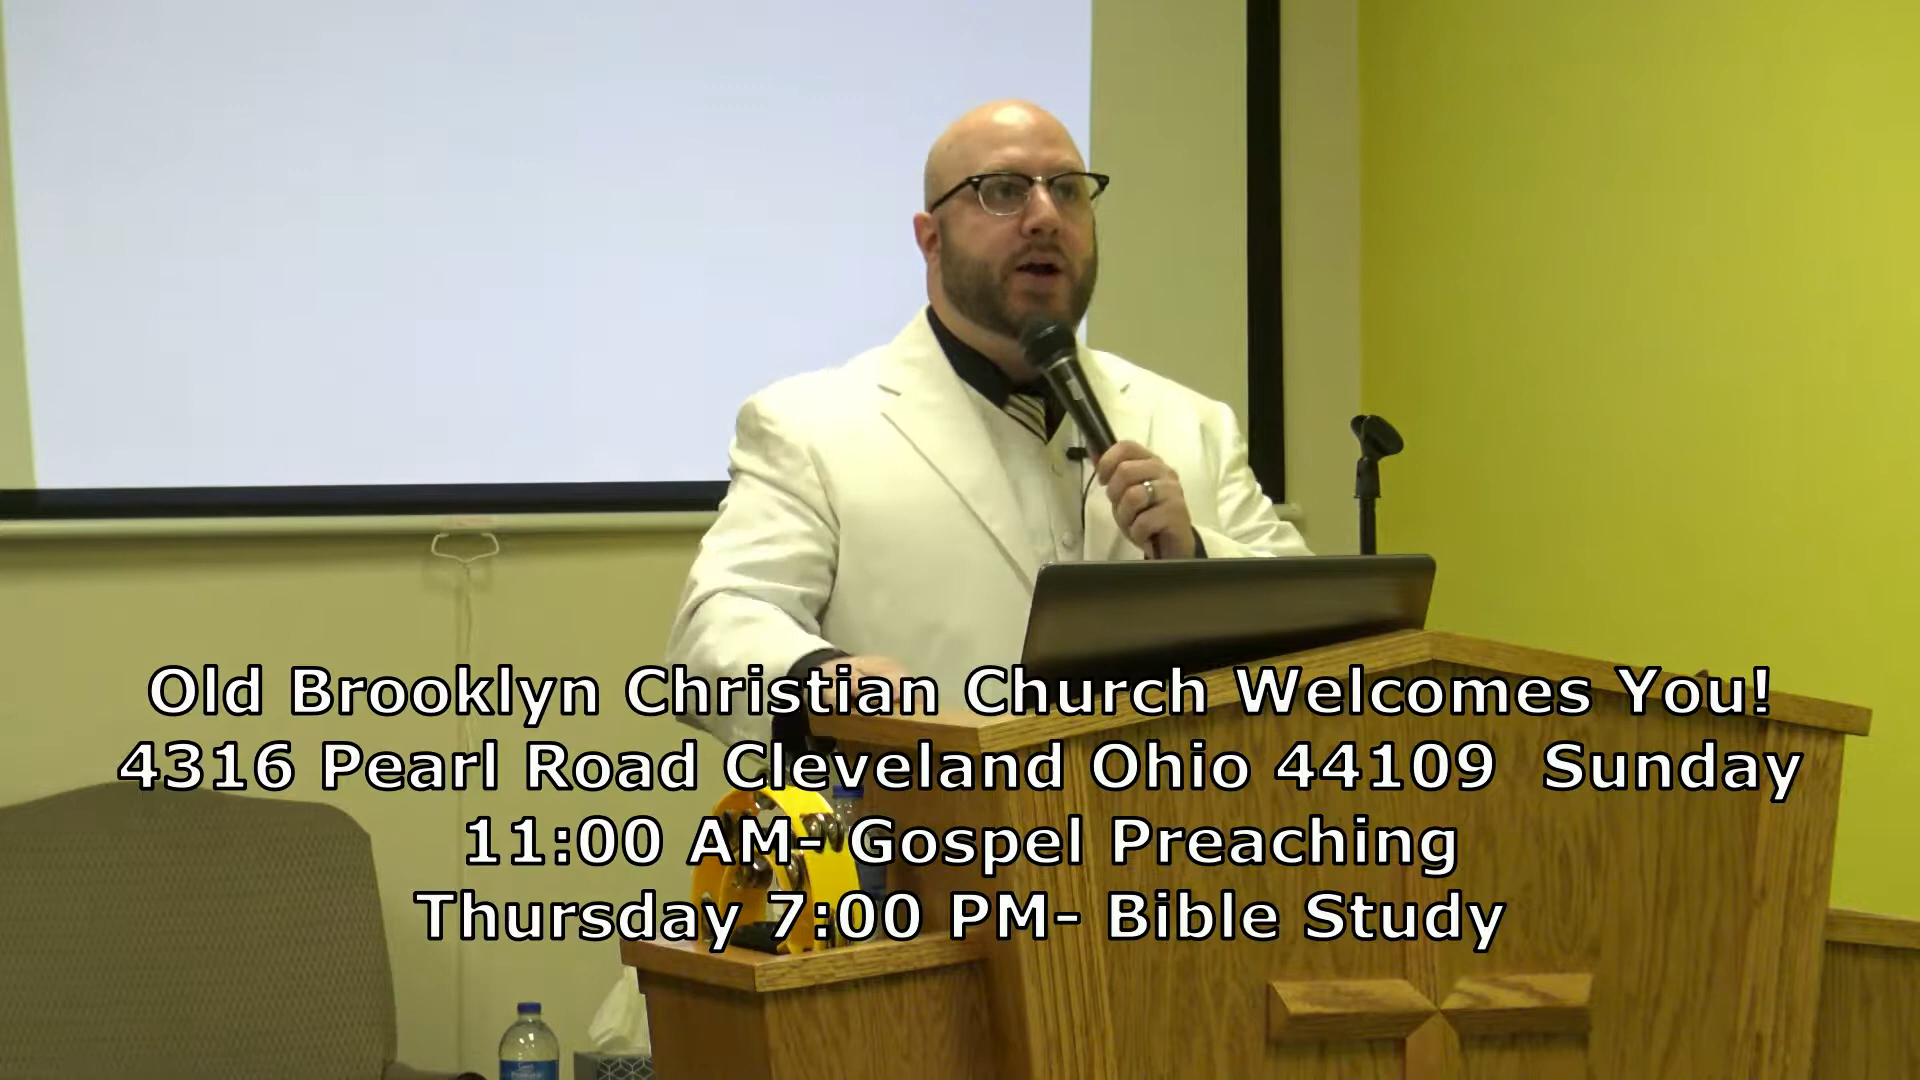 Old Brooklyn Christian Church Welcomes You!
4316 Pearl Road Cleveland Ohio 44109  Sunday
11:00 AM- Gospel Preaching
Thursday 7:00 PM- Bible Study